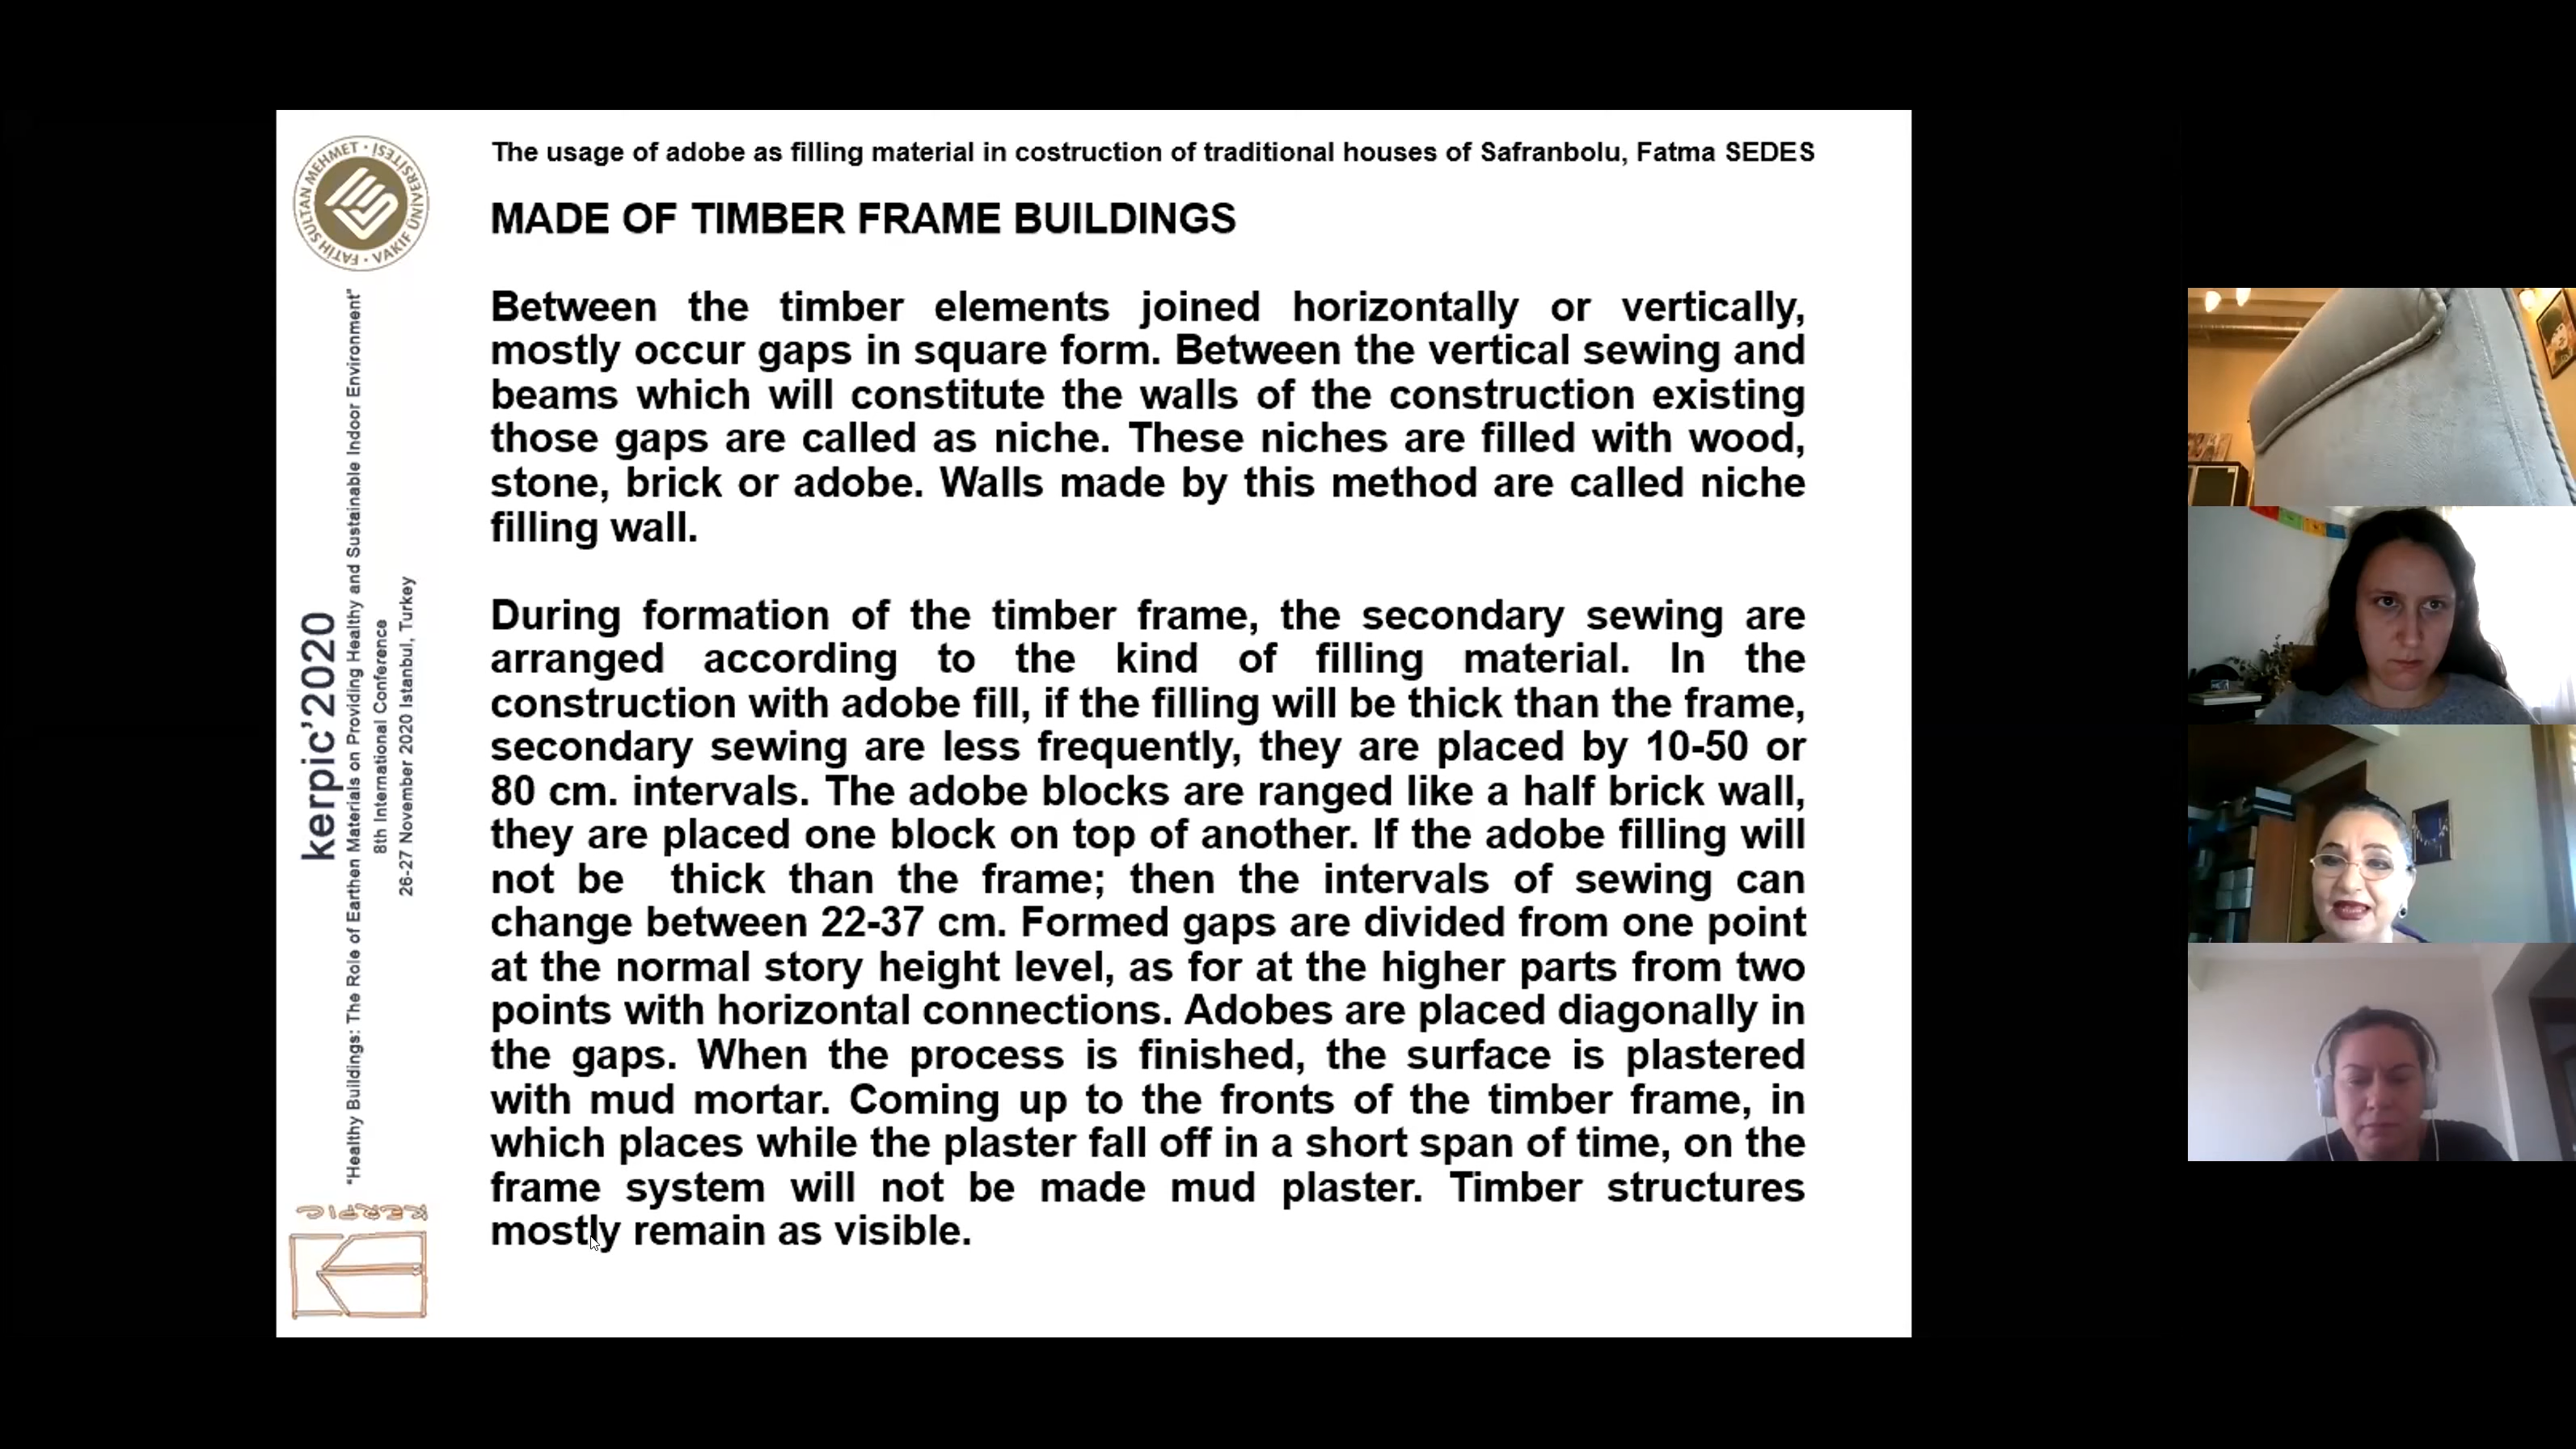 The usage of adobe as filling material in costruction of traditional houses of Safranbolu, Fatma SEDES
MADE OF TIMBER FRAME BUILDINGS
Between the timber elements joined horizontally or vertically,
mostly occur gaps in square form. Between the vertical sewing and
beams which will constitute the walls of the construction existing
those gaps are called as niche. These niches are filled with wood,
stone, brick or adobe. Walls made by this method are called niche
filling wall.
During formation of the timber frame, the secondary sewing are
arranged according to the kind of filling material. In the
construction with adobe fill, if the filling will be thick than the frame,
secondary sewing are less frequently, they are placed by 10-50 or
80 cm. intervals. The adobe blocks are ranged like a half brick wall,
they are placed one block on top of another. If the adobe filling will
not be thick than the frame; then the intervals of sewing can
change between 22-37 cm. Formed gaps are divided from one point
at the normal story height level, as for at the higher parts from two
points with horizontal connections. Adobes are placed diagonally in
the gaps. When the process is finished, the surface is plastered
with mud mortar. Coming up to the fronts of the timber frame, in
which places while the plaster fall off in a short span of time, on the
frame system will not be made mud plaster. Timber structures
mostly remain as visible.
FATİH SULTAN MEHMET · VAKIF ÜNİVERSİTESİ ·
kerpic'2020
"Healthy Buildings: The Role of Earthen Materials on Providing Healthy and Sustainable Indoor Environment"
8th International Conference
26-27 November 2020 Istanbul, Turkey
KERPIC